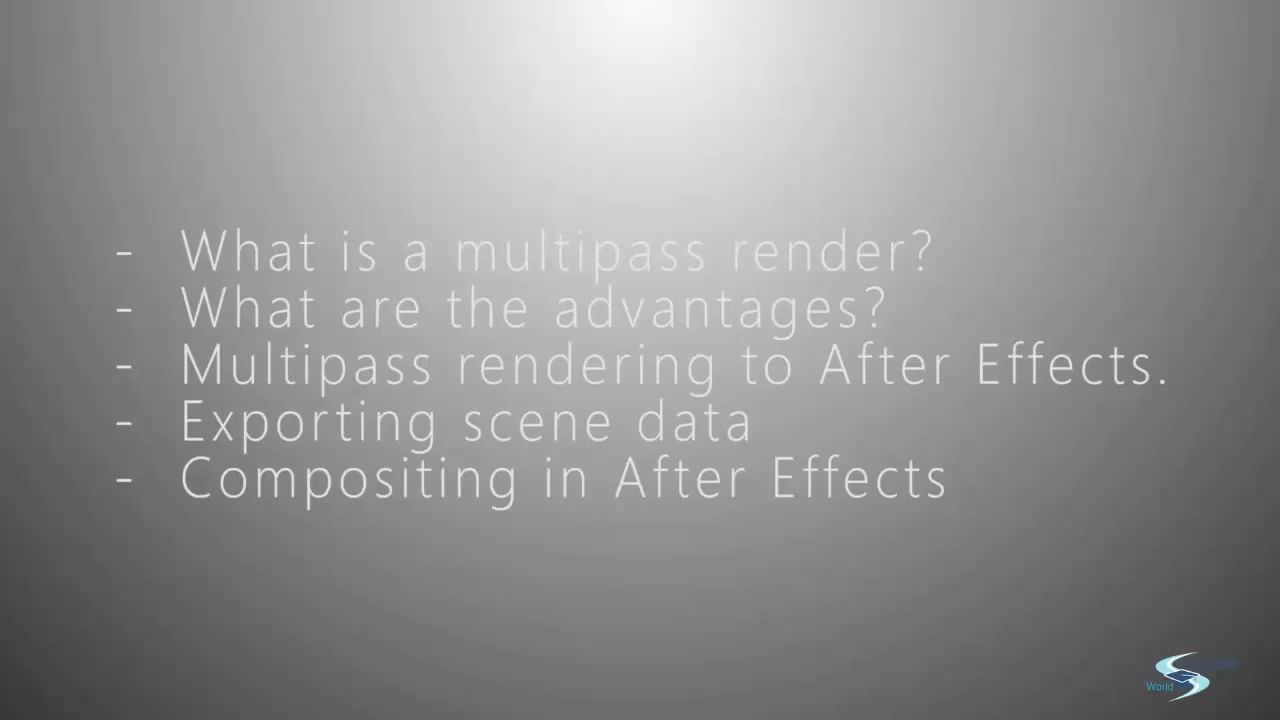 - What is a multipass render?
- What are the advantages?
- Multipass rendering to After Effects.
- Exporting scene data
- Compositing in After Effects
World